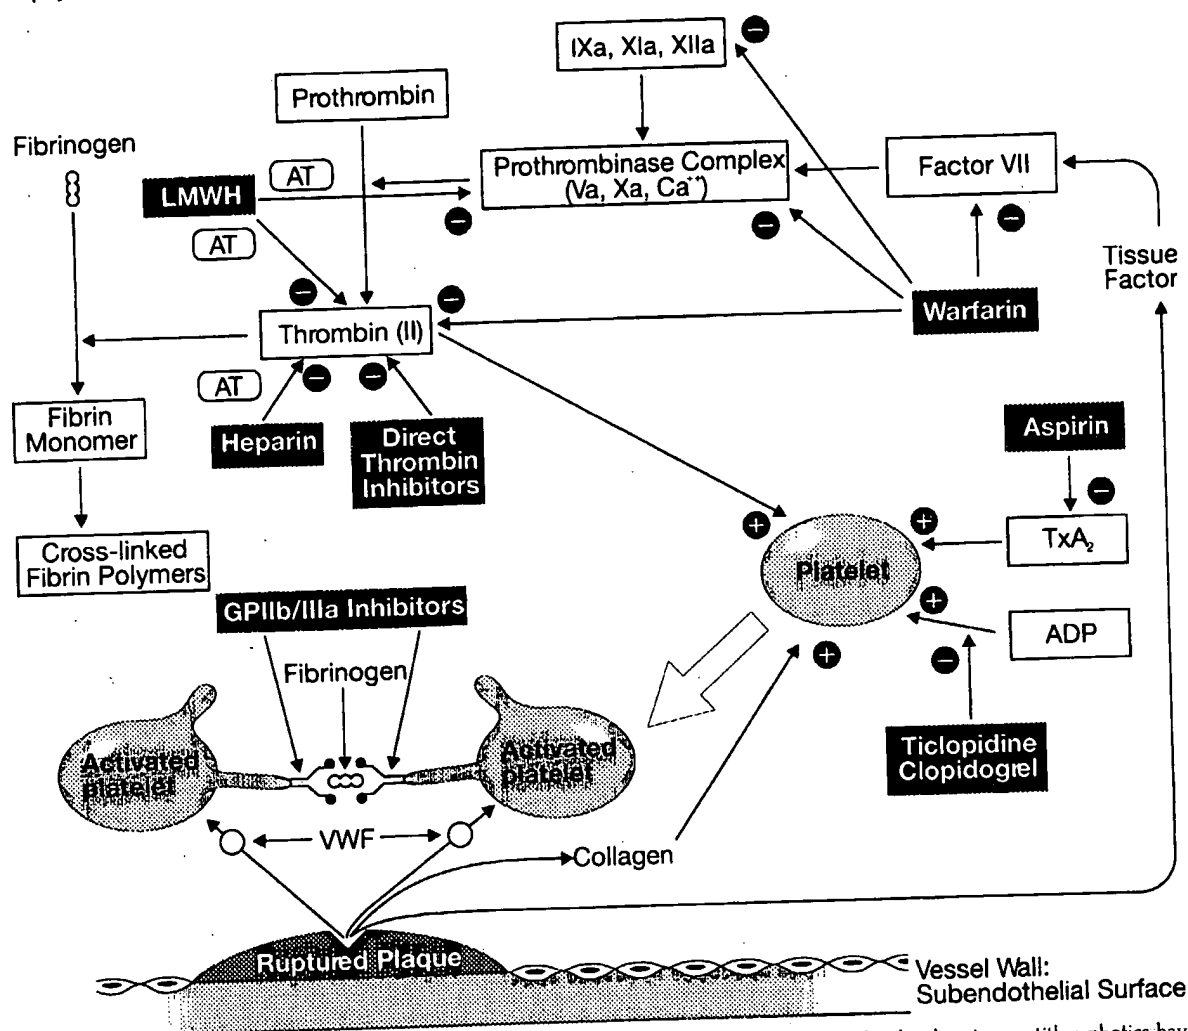 IXa, XIa, XIIa
−
Prothrombin
Fibrinogen
Prothrombinase Complex
(Va, Xa, Ca++)
Factor VII
LMWH
AT
−
−
−
AT
Tissue
Factor
−
−
Warfarin
Thrombin (II)
AT
−
−
Fibrin
Monomer
Heparin
Direct
Thrombin
Inhibitors
Aspirin
−
+
+
TxA2
Cross-linked
Fibrin Polymers
Platelet
GPIIb/IIIa Inhibitors
+
ADP
+
−
Fibrinogen
Activated
platelet
Activated
platelet
Ticlopidine
Clopidogrel
VWF
Collagen
Ruptured Plaque
Vessel Wall:
Subendothelial Surface